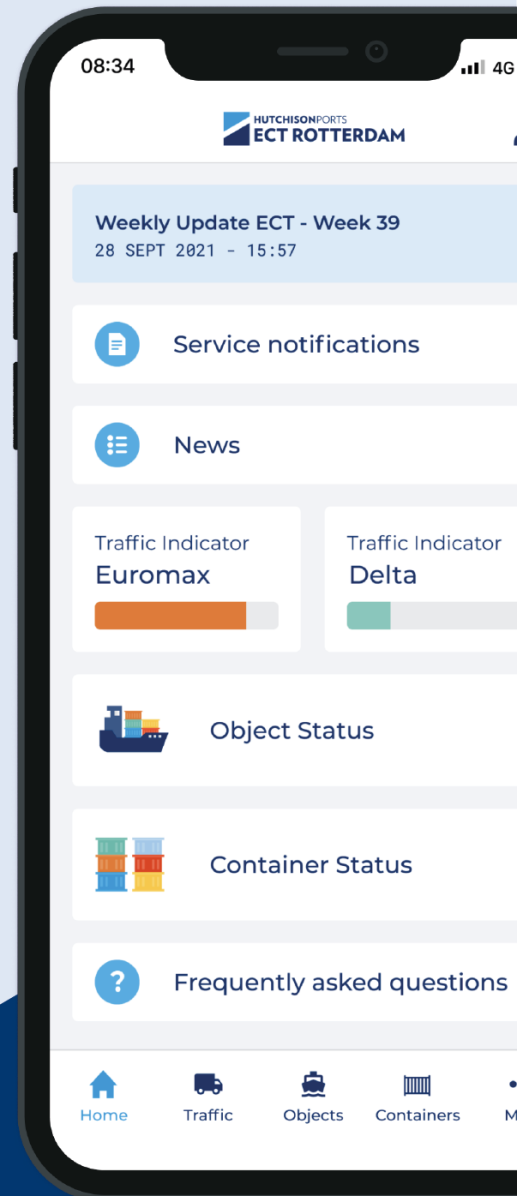 08:34
4G
HUTCHISONPORTS
ECT ROTTERDAM
Weekly Update ECT - Week 39
28 SEPT 2021 - 15:57
Service notifications
News
Traffic Indicator
Euromax
Traffic Indicator
Delta
Object Status
Container Status
?
Frequently asked questions
Home
Traffic
Objects
Containers